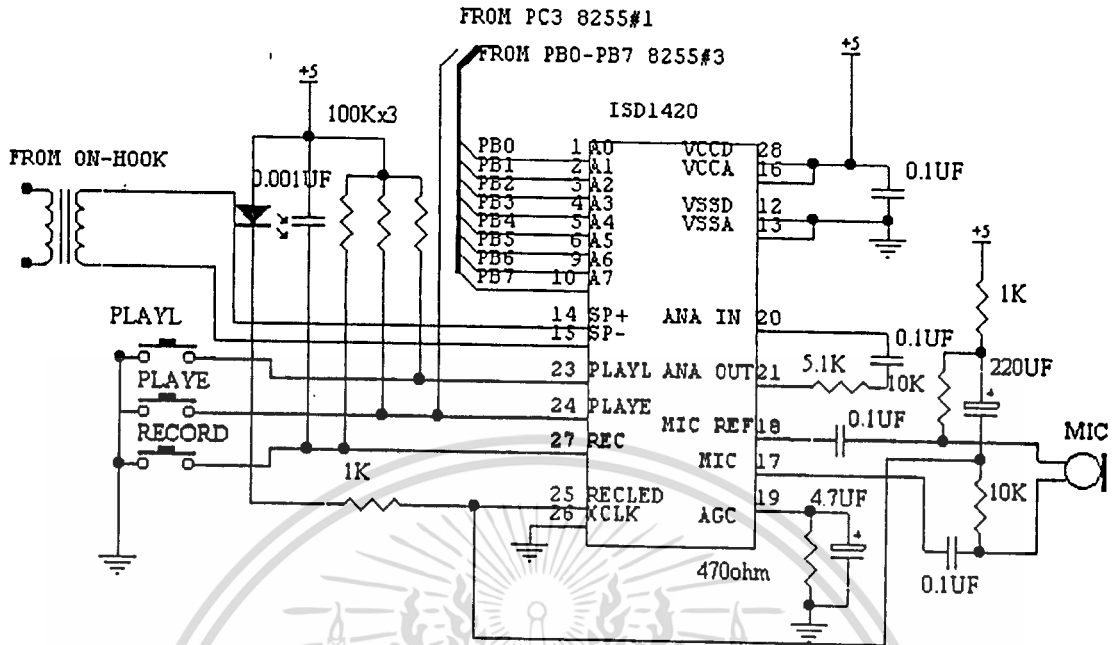 FROM PC3 8255#1
FROM PB0-PB7 8255#3
+5
+5
100Kx3
ISD1420
FROM ON-HOOK
0.001UF
PB0 1 A0
PB1 2 A1
PB2 3 A2
PB3 4 A3
PB4 5 A4
PB5 6 A5
PB6 9 A6
PB7 10 A7
VCCD 28
VCCA 16
VSSD 12
VSSA 13
0.1UF
+5
1K
14 SP+
15 SP-
ANA IN 20
0.1UF
PLAYL
23 PLAYL
ANA OUT 21
5.1K
10K
220UF
PLAYE
24 PLAYE
MIC REF 18
0.1UF
MIC
RECORD
27 REC
MIC 17
1K
10K
25 RECLED
26 XCLK
AGC 19
4.7UF
470ohm
0.1UF